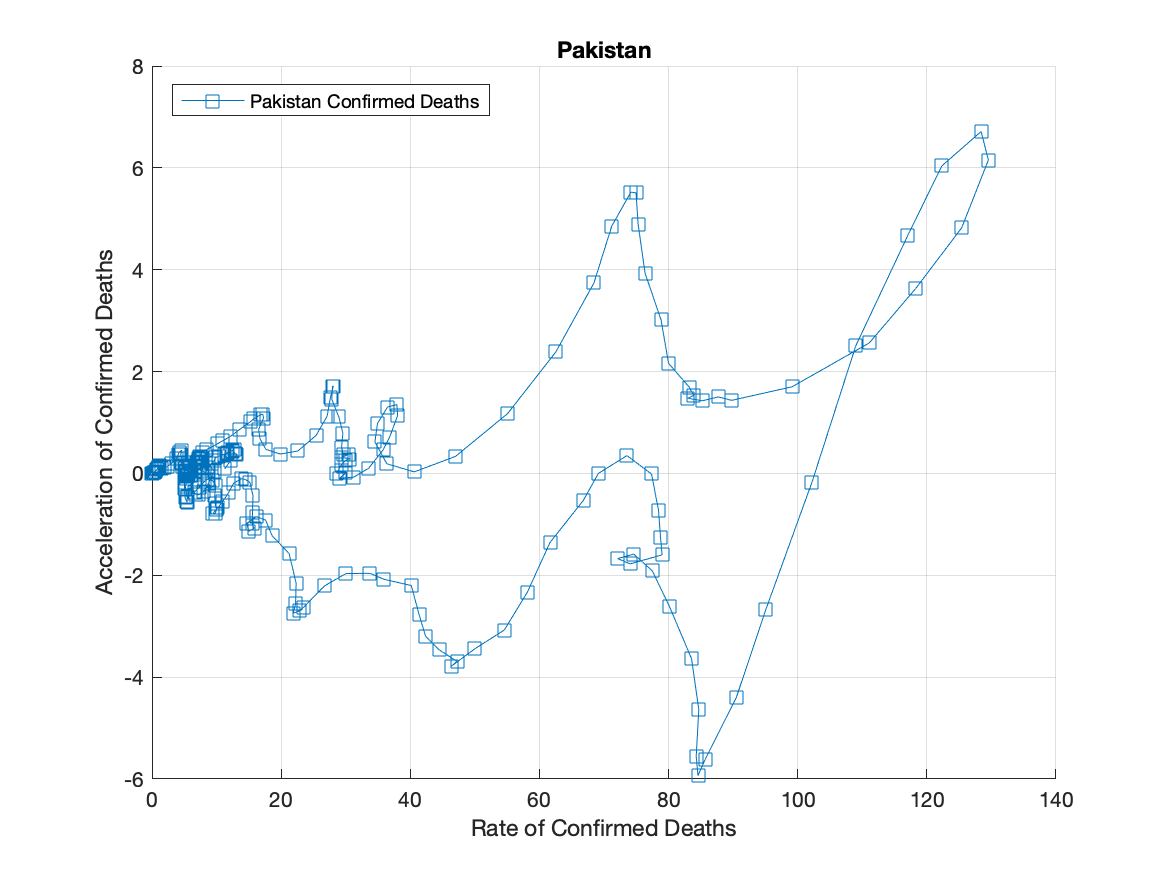 Pakistan
Pakistan Confirmed Deaths
8
6
4
2
0
-2
-4
-6
Acceleration of Confirmed Deaths
0 20 40 60 80 100 120 140
Rate of Confirmed Deaths